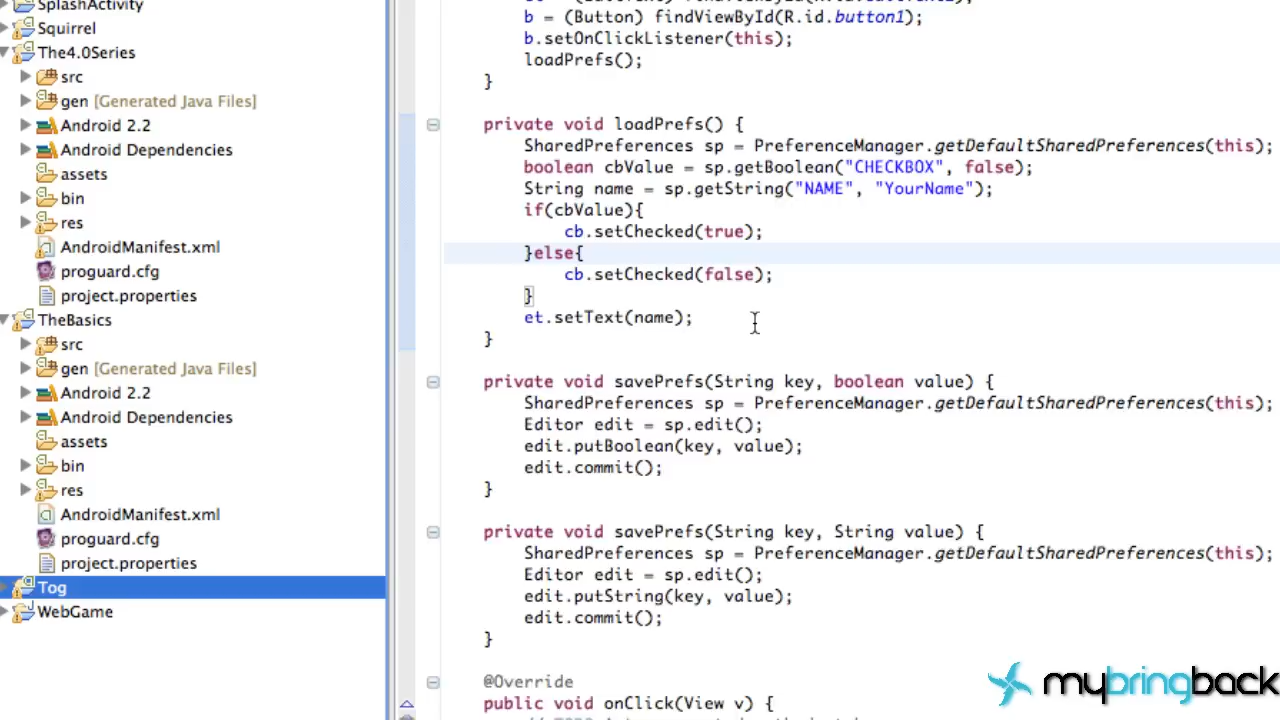 SplashActivity
Squirrel
The4.0Series
src
gen [Generated Java Files]
Android 2.2
Android Dependencies
assets
bin
res
AndroidManifest.xml
proguard.cfg
project.properties
TheBasics
src
gen [Generated Java Files]
Android 2.2
Android Dependencies
assets
bin
res
AndroidManifest.xml
proguard.cfg
project.properties
Tog
WebGame
b = (Button) findViewById(R.id.button1);
b.setOnClickListener(this);
loadPrefs();
}
private void loadPrefs() {
SharedPreferences sp = PreferenceManager.getDefaultSharedPreferences(this);
boolean cbValue = sp.getBoolean("CHECKBOX", false);
String name = sp.getString("NAME", "YourName");
if(cbValue){
cb.setChecked(true);
}else{
cb.setChecked(false);
}
et.setText(name);
}
private void savePrefs(String key, boolean value) {
SharedPreferences sp = PreferenceManager.getDefaultSharedPreferences(this);
Editor edit = sp.edit();
edit.putBoolean(key, value);
edit.commit();
}
private void savePrefs(String key, String value) {
SharedPreferences sp = PreferenceManager.getDefaultSharedPreferences(this);
Editor edit = sp.edit();
edit.putString(key, value);
edit.commit();
}
@Override
public void onClick(View v) {
mybringback